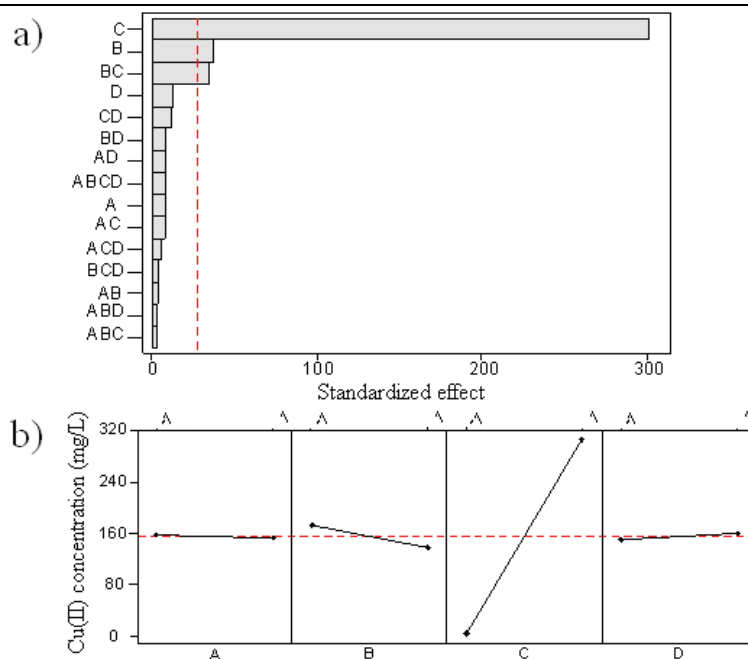 a)
C
B
BC
D
CD
BD
AD
ABCD
A
AC
ACD
BCD
AB
ABD
ABC
0 100 200 300
Standardized effect
b)
Cu(II) concentration (mg/L)
320
240
160
80
0
A B C D